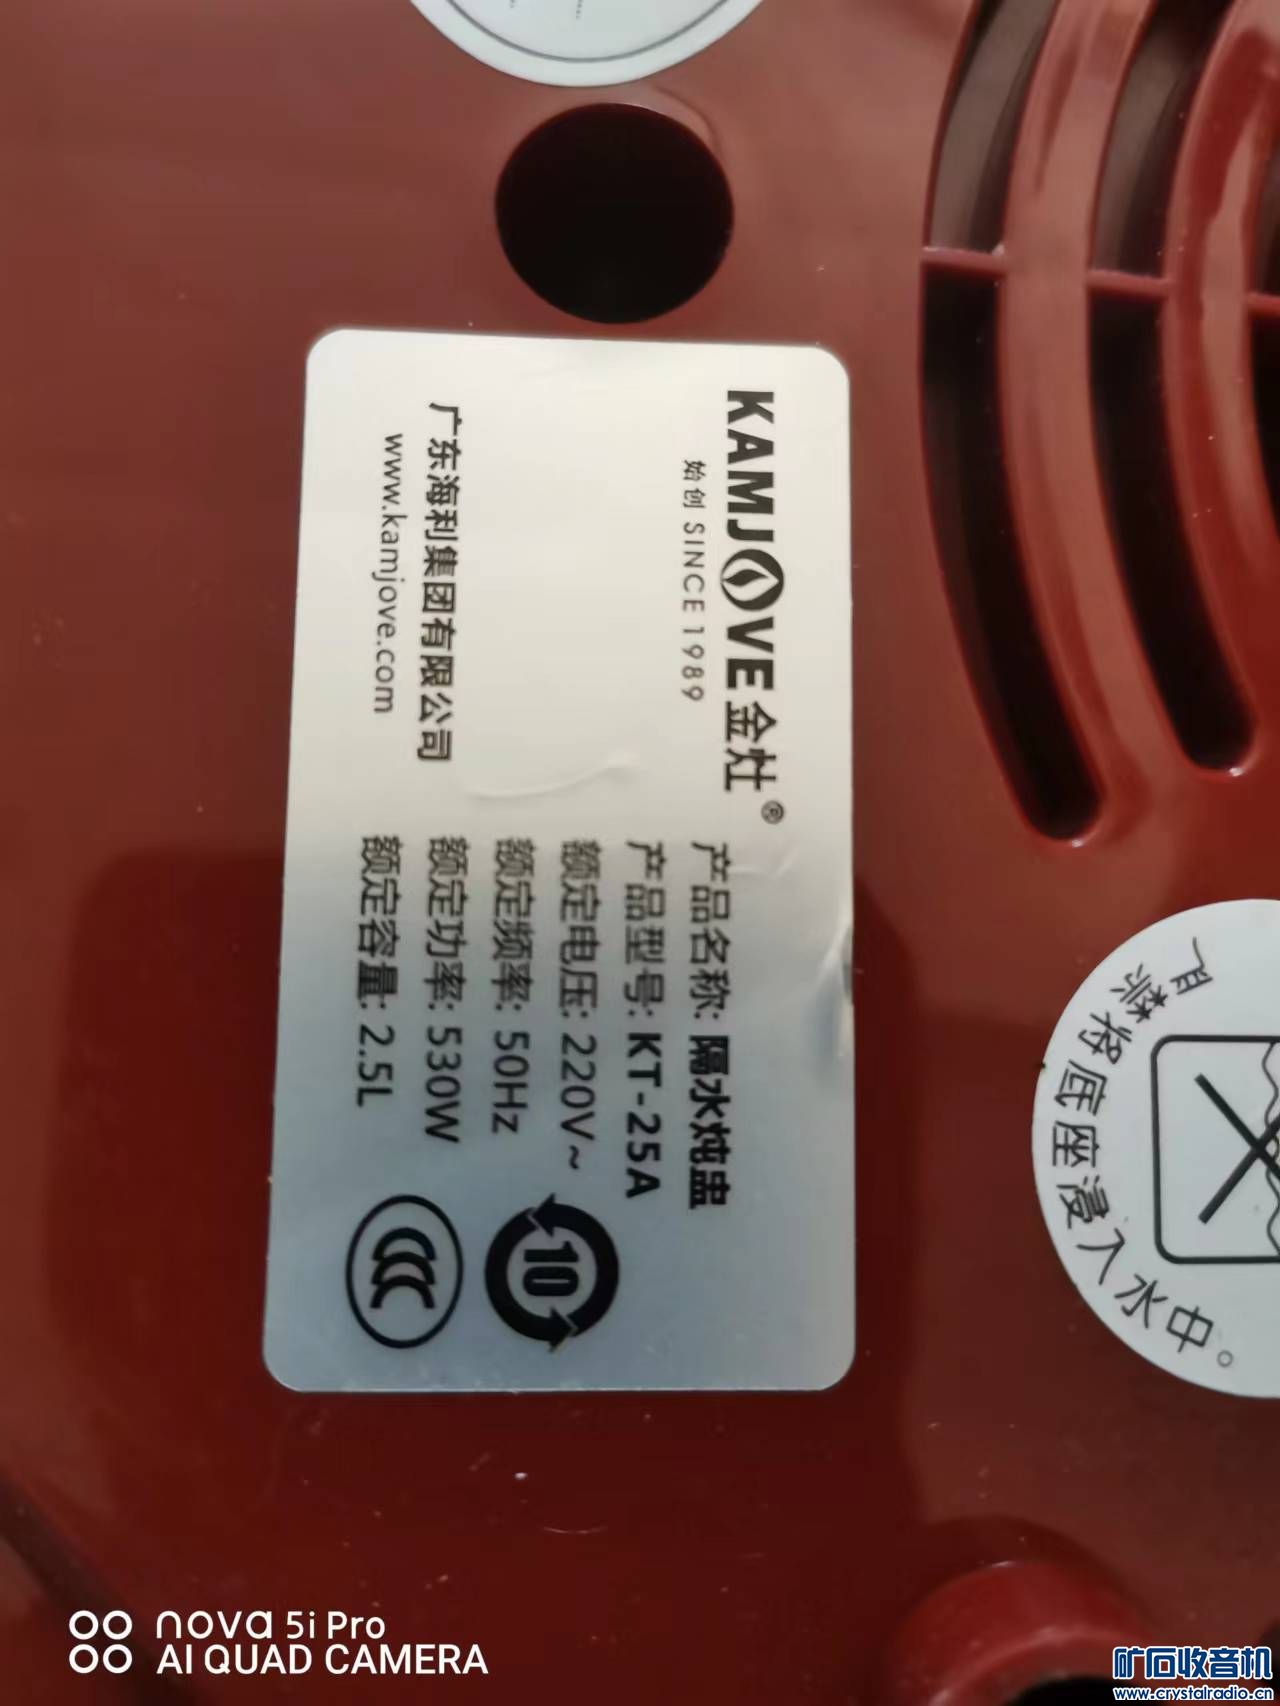 KAMJOVE金灶®
始创 SINCE 1989
广东海利集团有限公司
www.kamjove.com
产品名称: 隔水炖盅
产品型号: KT-25A
额定电压: 220V~
额定频率: 50Hz
额定功率: 530W
额定容量: 2.5L
10
CCC
将底座浸入水中。
nova 5i Pro
AI QUAD CAMERA
矿石收音机
www.crystalradio.cn